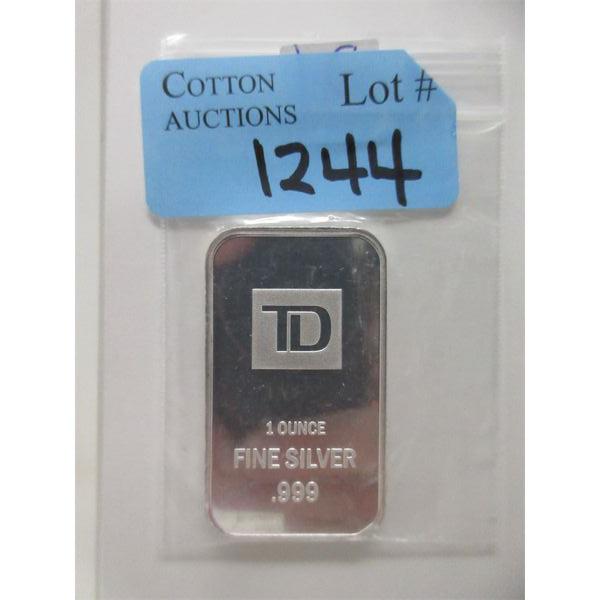 COTTON
AUCTIONS
Lot #
1244
TD
1 OUNCE
FINE SILVER
.999